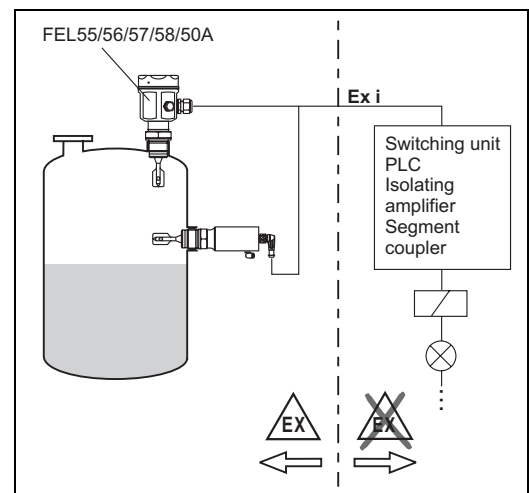 FEL55/56/57/58/50A
Ex i
Switching unit
PLC
Isolating
amplifier
Segment
coupler
EX
EX